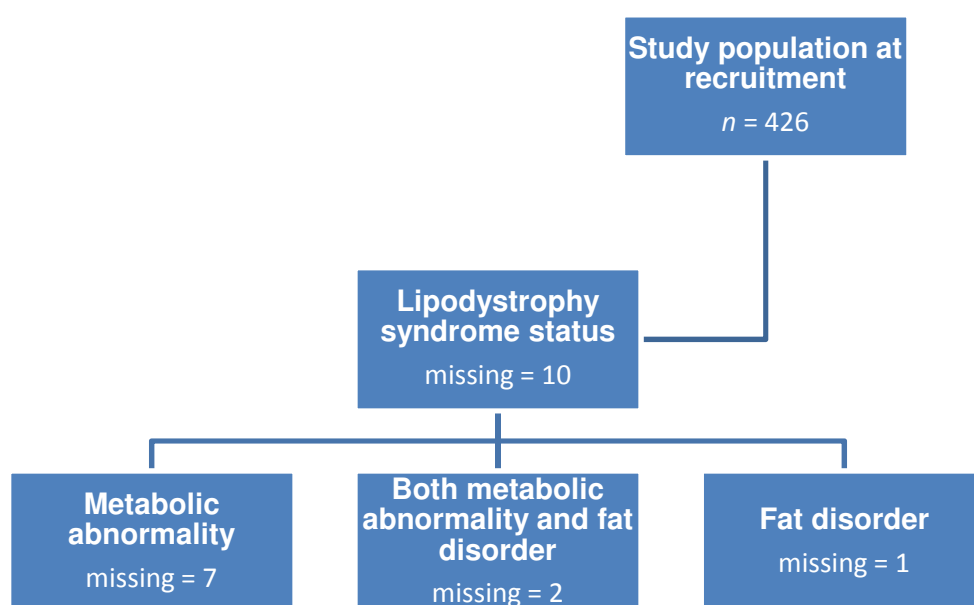 Study population at
recruitment
n = 426
Lipodystrophy
syndrome status
missing = 10
Metabolic
abnormality
missing = 7
Both metabolic
abnormality and fat
disorder
missing = 2
Fat disorder
missing = 1